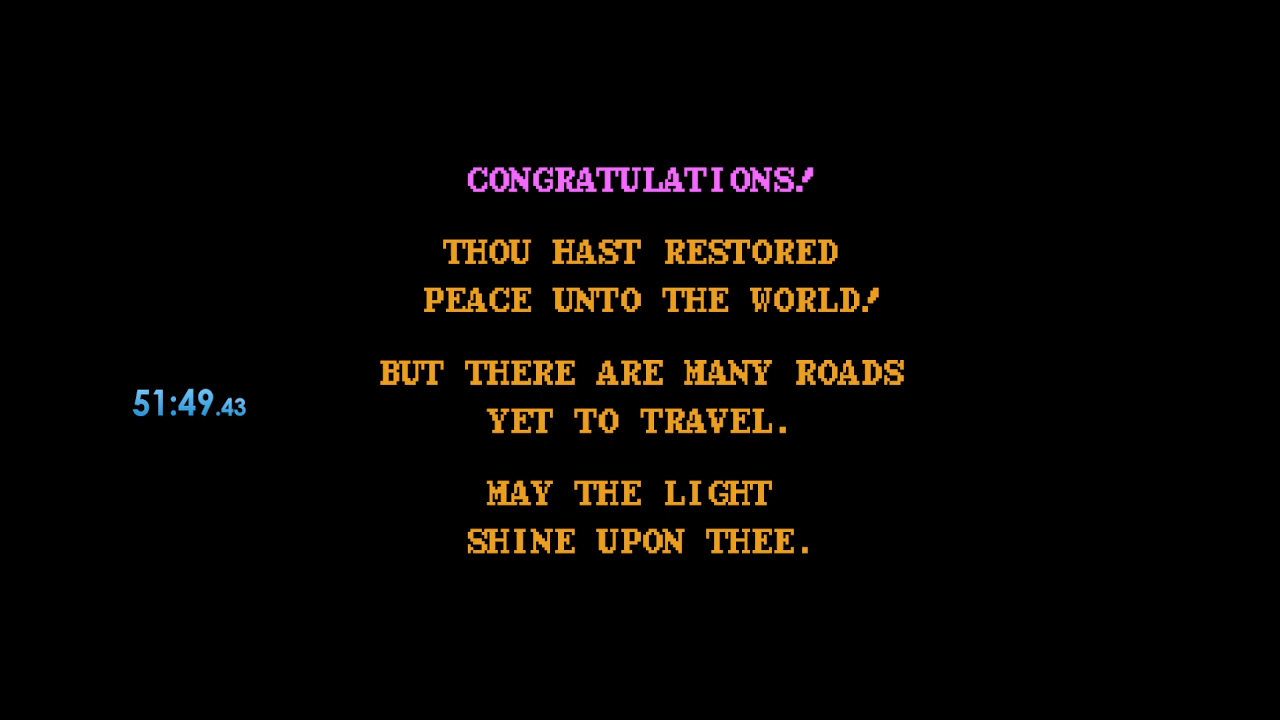 CONGRATULATIONS!
THOU HAST RESTORED
PEACE UNTO THE WORLD!
BUT THERE ARE MANY ROADS
51:49.43
YET TO TRAVEL.
MAY THE LIGHT
SHINE UPON THEE.